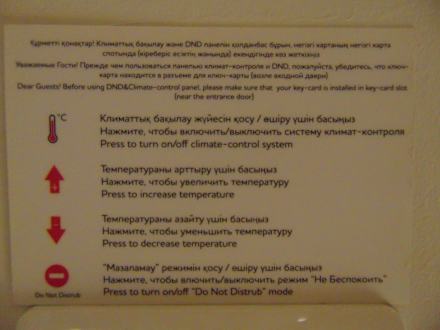 Құрметті қонақтар! Климаттық бақылау және DND панелін қолданбас бұрын, негізгі картаның негізгі карта
слотында (кіреберіс есіктің жанында) екендігіне көз жеткізіңіз
Уважаемые Гости! Прежде чем пользоваться панелью климат-контроля и DND, пожалуйста, убедитесь, что ключ-
карта находится в разъеме для ключ-карты (возле входной двери)
Dear Guests! Before using DND&Climate-control panel, please make sure that your key-card is installed in key-card slot
(near the entrance door)
°C
Климаттық бақылау жүйесін қосу / өшіру үшін басыңыз
Нажмите, чтобы включить/выключить систему климат-контроля
Press to turn on/off climate-control system
Температураны арттыру үшін басыңыз
Нажмите, чтобы увеличить температуру
Press to increase temperature
Температураны азайту үшін басыңыз
Нажмите, чтобы уменьшить температуру
Press to decrease temperature
"Мазаламау" режимін қосу / өшіру үшін басыңыз
Нажмите, чтобы влючить/выключить режим "Не Беспокоить"
Press to turn on/off "Do Not Distrub" mode
Do Not Distrub